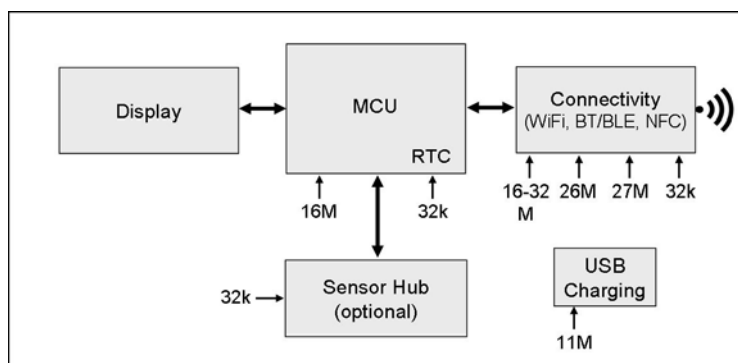 Display
MCU
RTC
Connectivity
(WiFi, BT/BLE, NFC)
16M
32k
16-32
M
26M
27M
32k
32k
Sensor Hub
(optional)
USB
Charging
11M